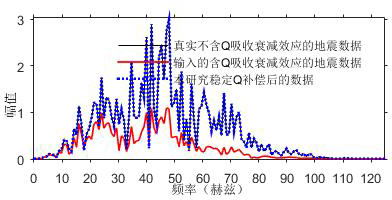 3
2
1
0
幅值
真实不含Q吸收衰减效应的地震数据
输入的含Q吸收衰减效应的地震数据
本研究稳定Q补偿后的数据
0 10 20 30 40 50 60 70 80 90 100 110 120
频率（赫兹）